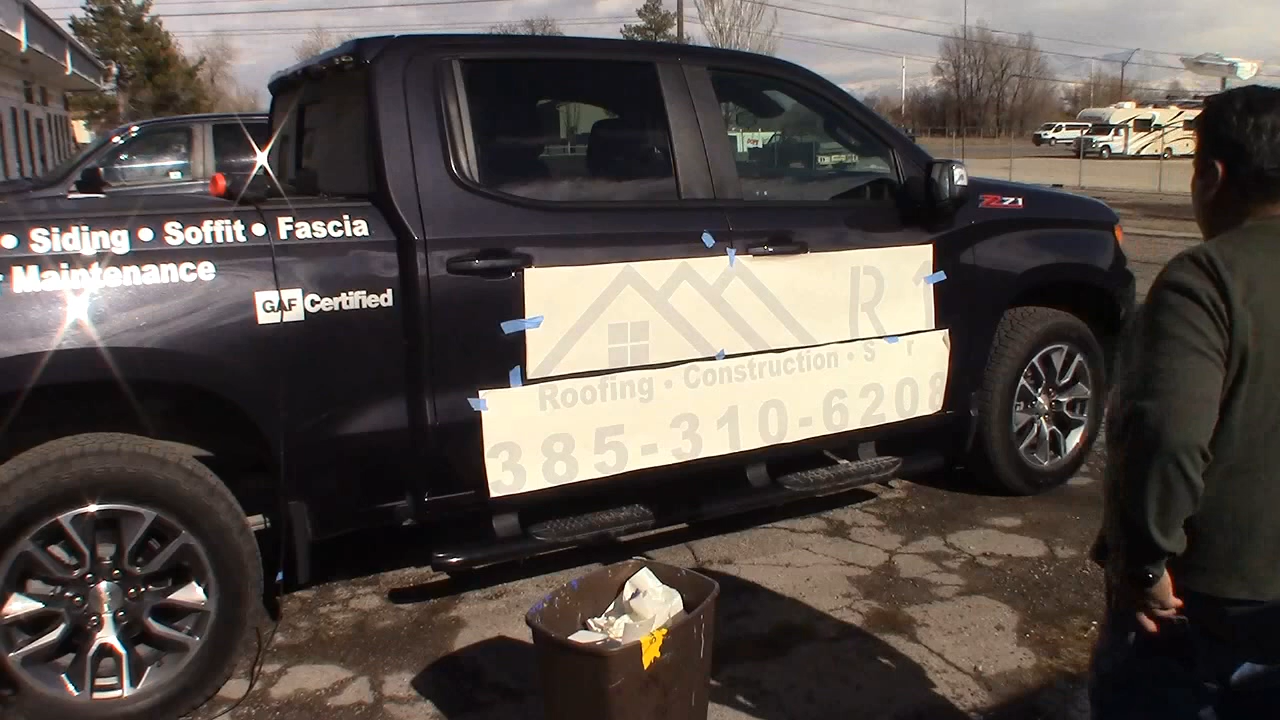 • Siding • Soffit • Fascia
Maintenance
GAF Certified
Z71
R
Roofing • Construction • S r
385-310-6208